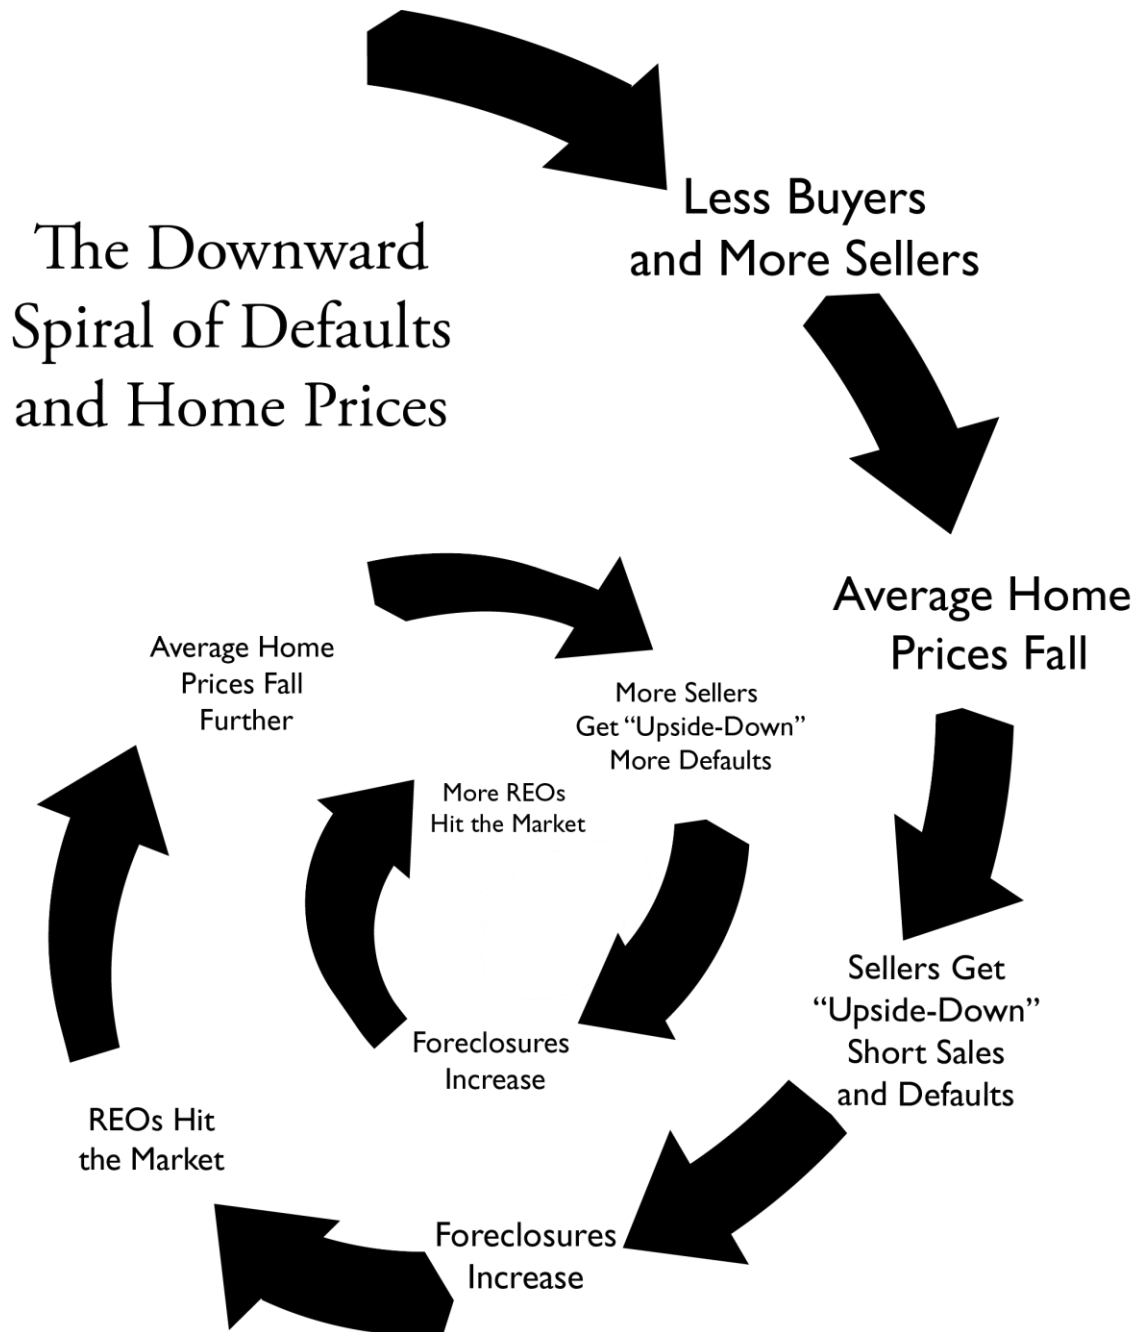 The Downward
Spiral of Defaults
and Home Prices
Less Buyers
and More Sellers
Average Home
Prices Fall
Sellers Get
“Upside-Down”
Short Sales
and Defaults
Foreclosures
Increase
REOs Hit
the Market
Average Home
Prices Fall
Further
More Sellers
Get “Upside-Down”
More Defaults
Foreclosures
Increase
More REOs
Hit the Market